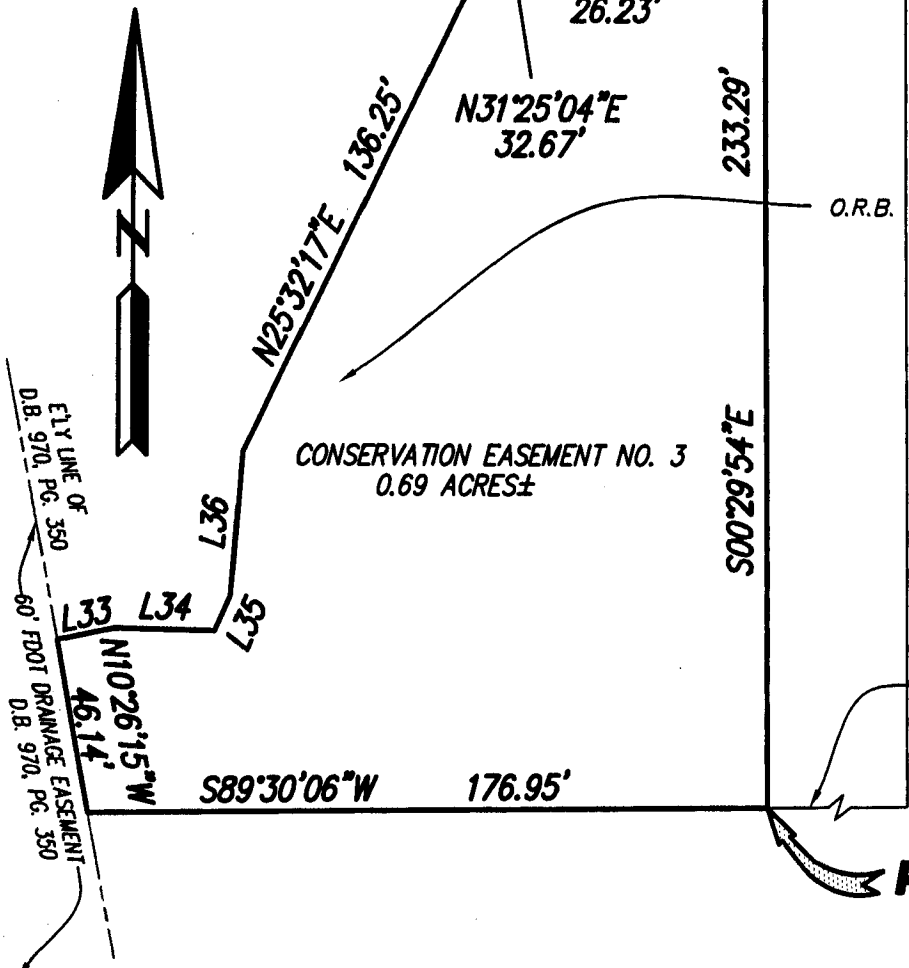 26.23'
N31°25'04"E
32.67'
136.25'
N25°32'17"E
233.29'
O.R.B.
N
CONSERVATION EASEMENT NO. 3
0.69 ACRES±
S00°29'54"E
E'LY LINE OF
D.B. 970, PG. 350
L36
L35
L34
L33
N10°26'15"W
46.14'
60' FOOT DRAINAGE EASEMENT
D.B. 970, PG. 350
S89°30'06"W 176.95'